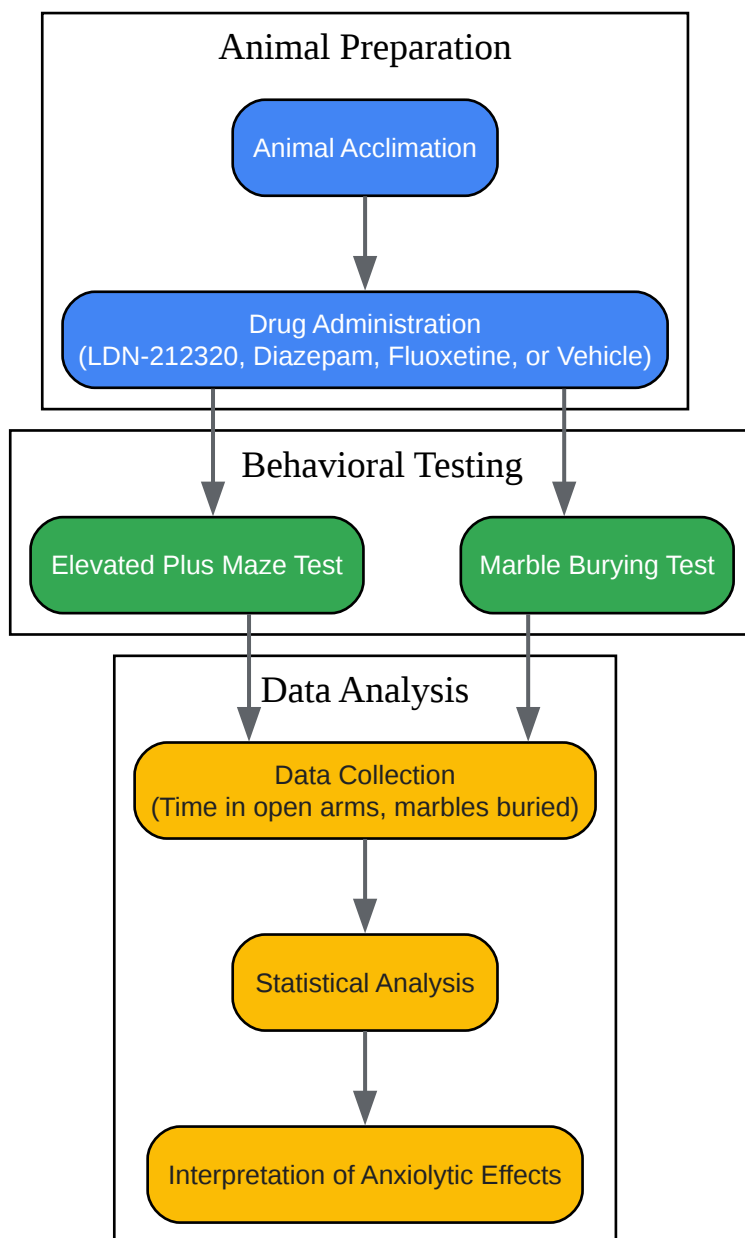 Animal Preparation
Animal Acclimation
Drug Administration
(LDN-212320, Diazepam, Fluoxetine, or Vehicle)
Behavioral Testing
Elevated Plus Maze Test
Marble Burying Test
Data Analysis
Data Collection
(Time in open arms, marbles buried)
Statistical Analysis
Interpretation of Anxiolytic Effects